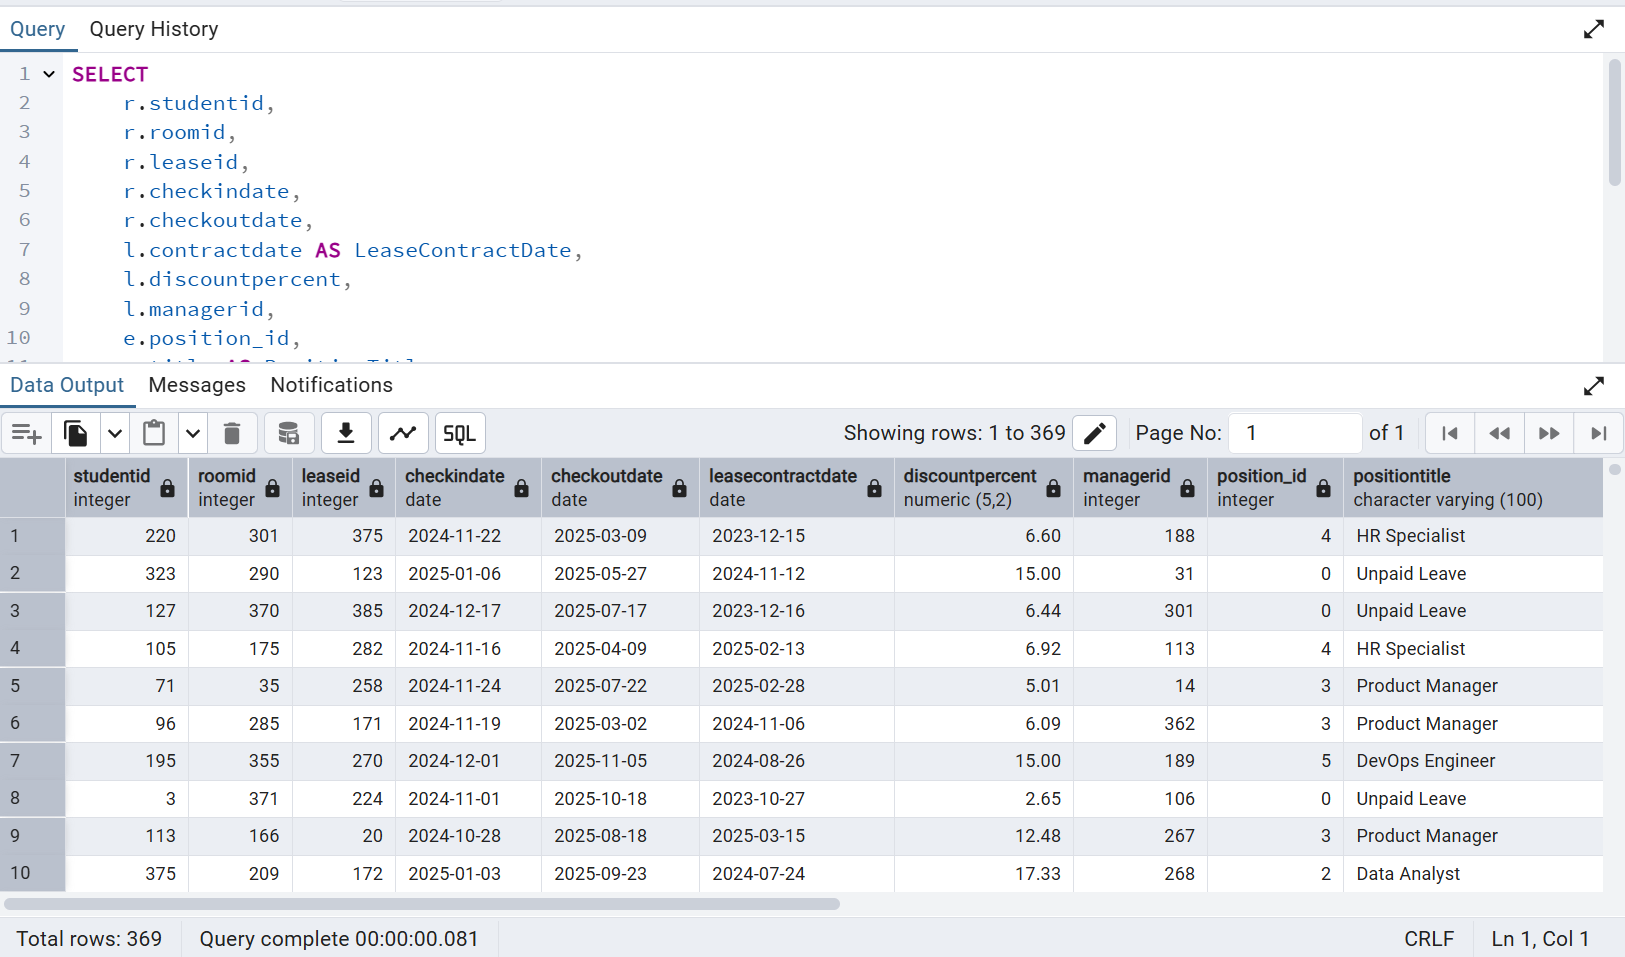 Query Query History
1 SELECT
2 r.studentid,
3 r.roomid,
4 r.leaseid,
5 r.checkindate,
6 r.checkoutdate,
7 l.contractdate AS LeaseContractDate,
8 l.discountpercent,
9 l.managerid,
10 e.position_id,
Data Output Messages Notifications
SQL Showing rows: 1 to 369 Page No: 1 of 1
studentid roomid leaseid checkindate checkoutdate leasecontractdate discountpercent managerid position_id positiontitle
integer integer integer date date date numeric (5,2) integer integer character varying (100)
1 220 301 375 2024-11-22 2025-03-09 2023-12-15 6.60 188 4 HR Specialist
2 323 290 123 2025-01-06 2025-05-27 2024-11-12 15.00 31 0 Unpaid Leave
3 127 370 385 2024-12-17 2025-07-17 2023-12-16 6.44 301 0 Unpaid Leave
4 105 175 282 2024-11-16 2025-04-09 2025-02-13 6.92 113 4 HR Specialist
5 71 35 258 2024-11-24 2025-07-22 2025-02-28 5.01 14 3 Product Manager
6 96 285 171 2024-11-19 2025-03-02 2024-11-06 6.09 362 3 Product Manager
7 195 355 270 2024-12-01 2025-11-05 2024-08-26 15.00 189 5 DevOps Engineer
8 3 371 224 2024-11-01 2025-10-18 2023-10-27 2.65 106 0 Unpaid Leave
9 113 166 20 2024-10-28 2025-08-18 2025-03-15 12.48 267 3 Product Manager
10 375 209 172 2025-01-03 2025-09-23 2024-07-24 17.33 268 2 Data Analyst
Total rows: 369 Query complete 00:00:00.081 CRLF Ln 1, Col 1